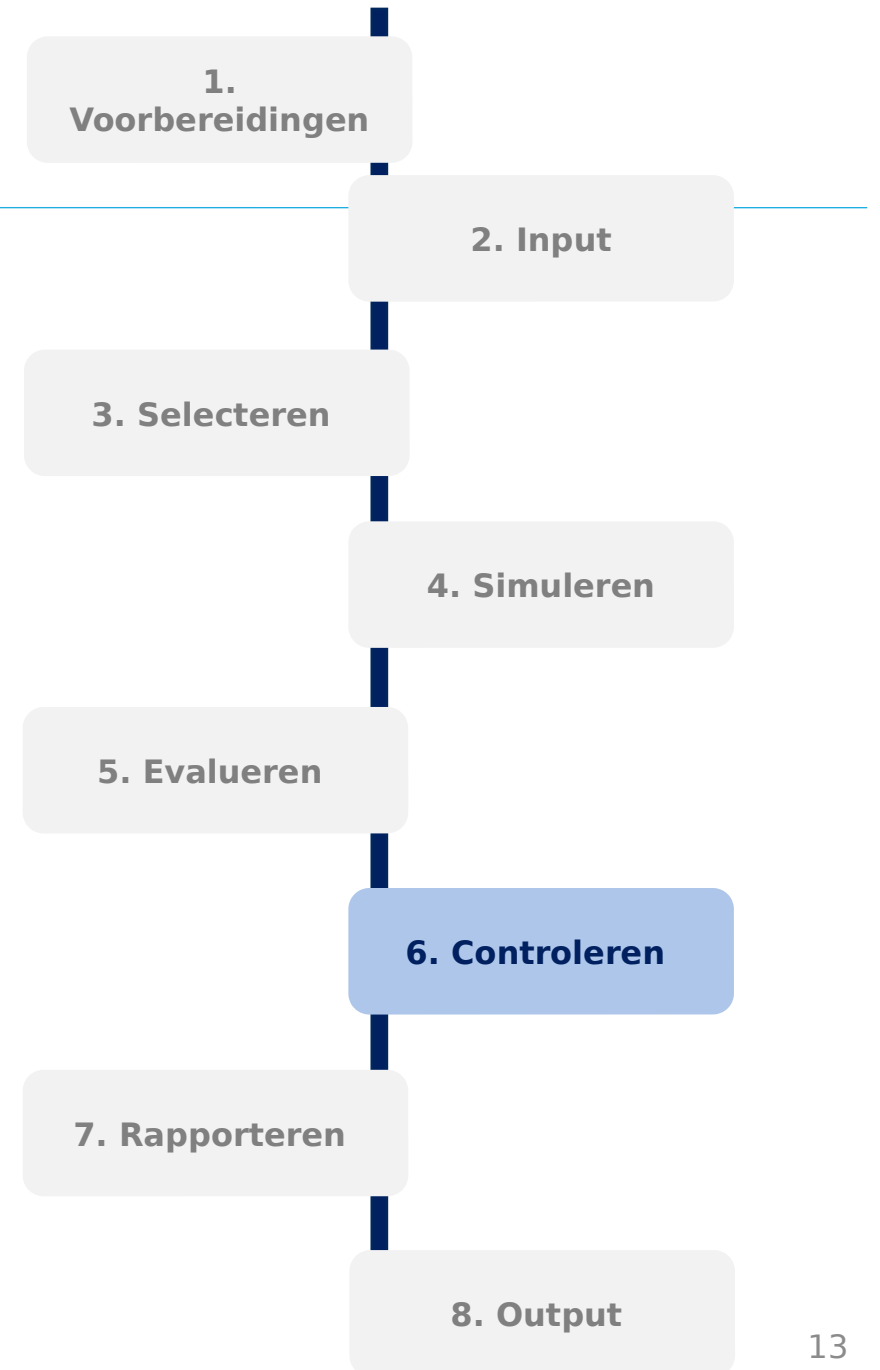 1.
Voorbereidingen
2. Input
3. Selecteren
4. Simuleren
5. Evalueren
6. Controleren
7. Rapporteren
8. Output
13